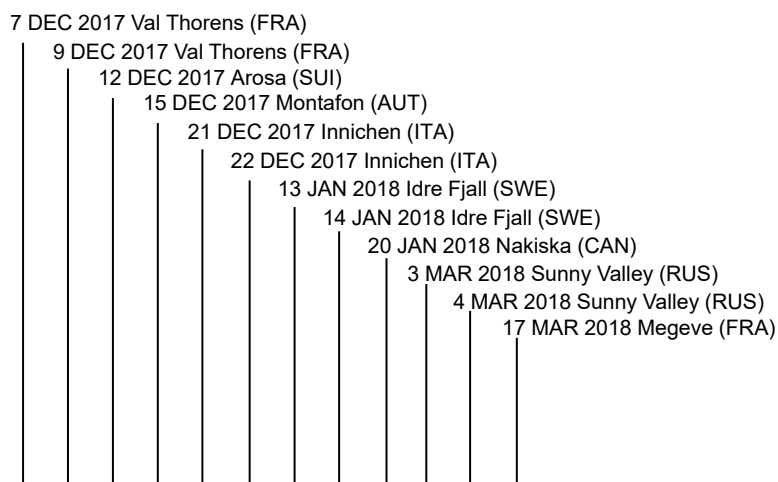 7 DEC 2017 Val Thorens (FRA)
9 DEC 2017 Val Thorens (FRA)
12 DEC 2017 Arosa (SUI)
15 DEC 2017 Montafon (AUT)
21 DEC 2017 Innichen (ITA)
22 DEC 2017 Innichen (ITA)
13 JAN 2018 Idre Fjall (SWE)
14 JAN 2018 Idre Fjall (SWE)
20 JAN 2018 Nakiska (CAN)
3 MAR 2018 Sunny Valley (RUS)
4 MAR 2018 Sunny Valley (RUS)
17 MAR 2018 Megeve (FRA)